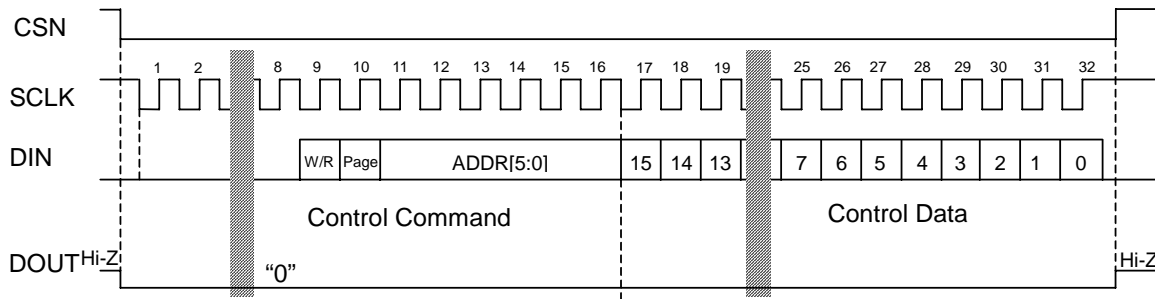 CSN
1 2 8 9 10 11 12 13 14 15 16 17 18 19 25 26 27 28 29 30 31 32
SCLK
DIN W/R Page ADDR[5:0] 15 14 13 7 6 5 4 3 2 1 0
Control Command Control Data
DOUT Hi-Z "0" Hi-Z